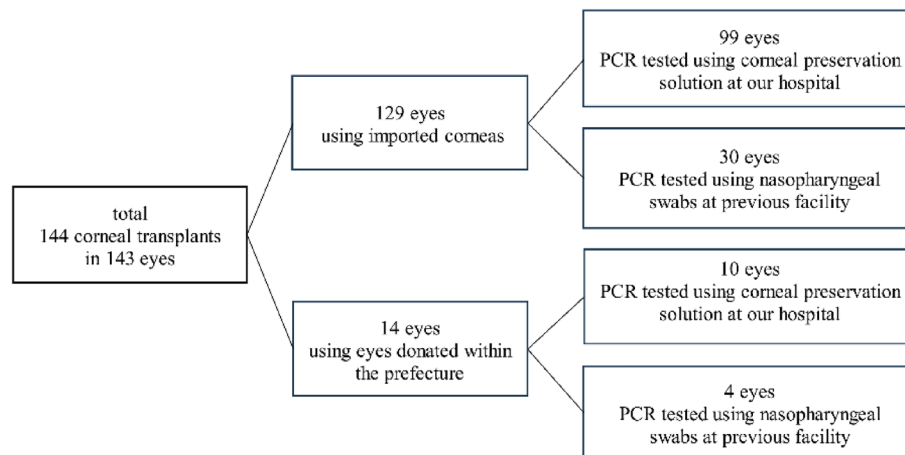 total
144 corneal transplants
in 143 eyes
129 eyes
using imported corneas
14 eyes
using eyes donated within
the prefecture
99 eyes
PCR tested using corneal preservation
solution at our hospital
30 eyes
PCR tested using nasopharyngeal
swabs at previous facility
10 eyes
PCR tested using corneal preservation
solution at our hospital
4 eyes
PCR tested using nasopharyngeal
swabs at previous facility